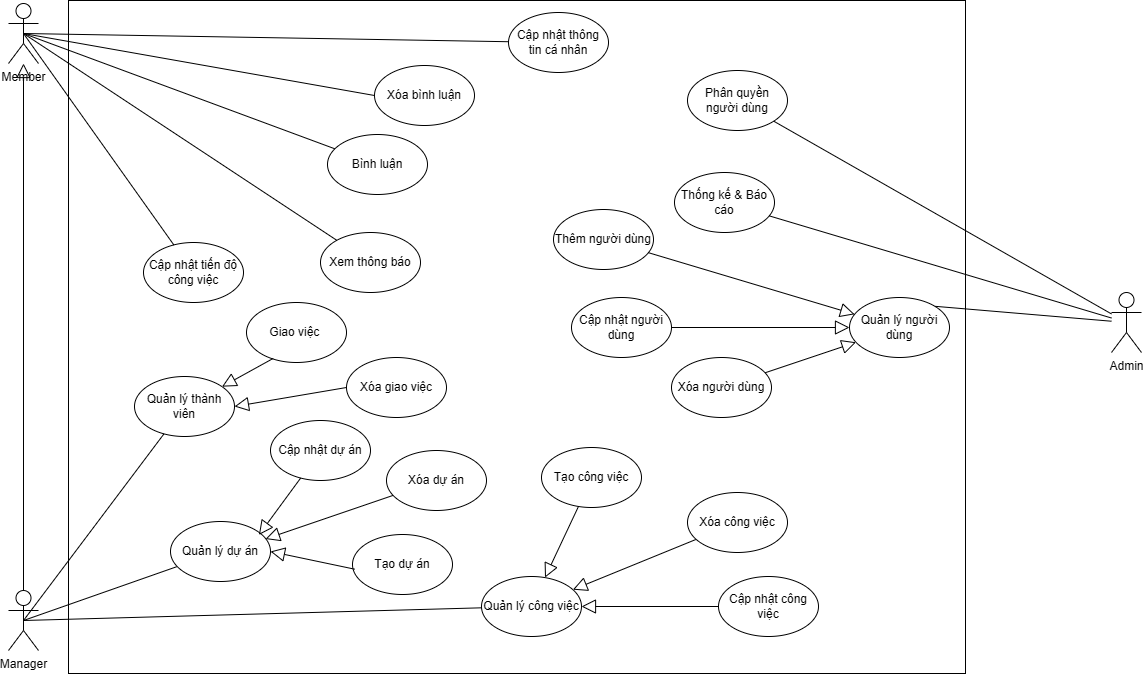 Cập nhật thông
tin cá nhân
Member
Xóa bình luận
Phân quyền
người dùng
Bình luận
Thống kế & Báo
cáo
Thêm người dùng
Xem thông báo
Cập nhật tiến độ
công việc
Giao việc
Cập nhật người
dùng
Quản lý người
dùng
Admin
Xóa người dùng
Xóa giao việc
Quản lý thành
viên
Cập nhật dự án
Xóa dự án
Tạo công việc
Xóa công việc
Quản lý dự án
Tạo dự án
Quản lý công việc
Cập nhật công
việc
Manager